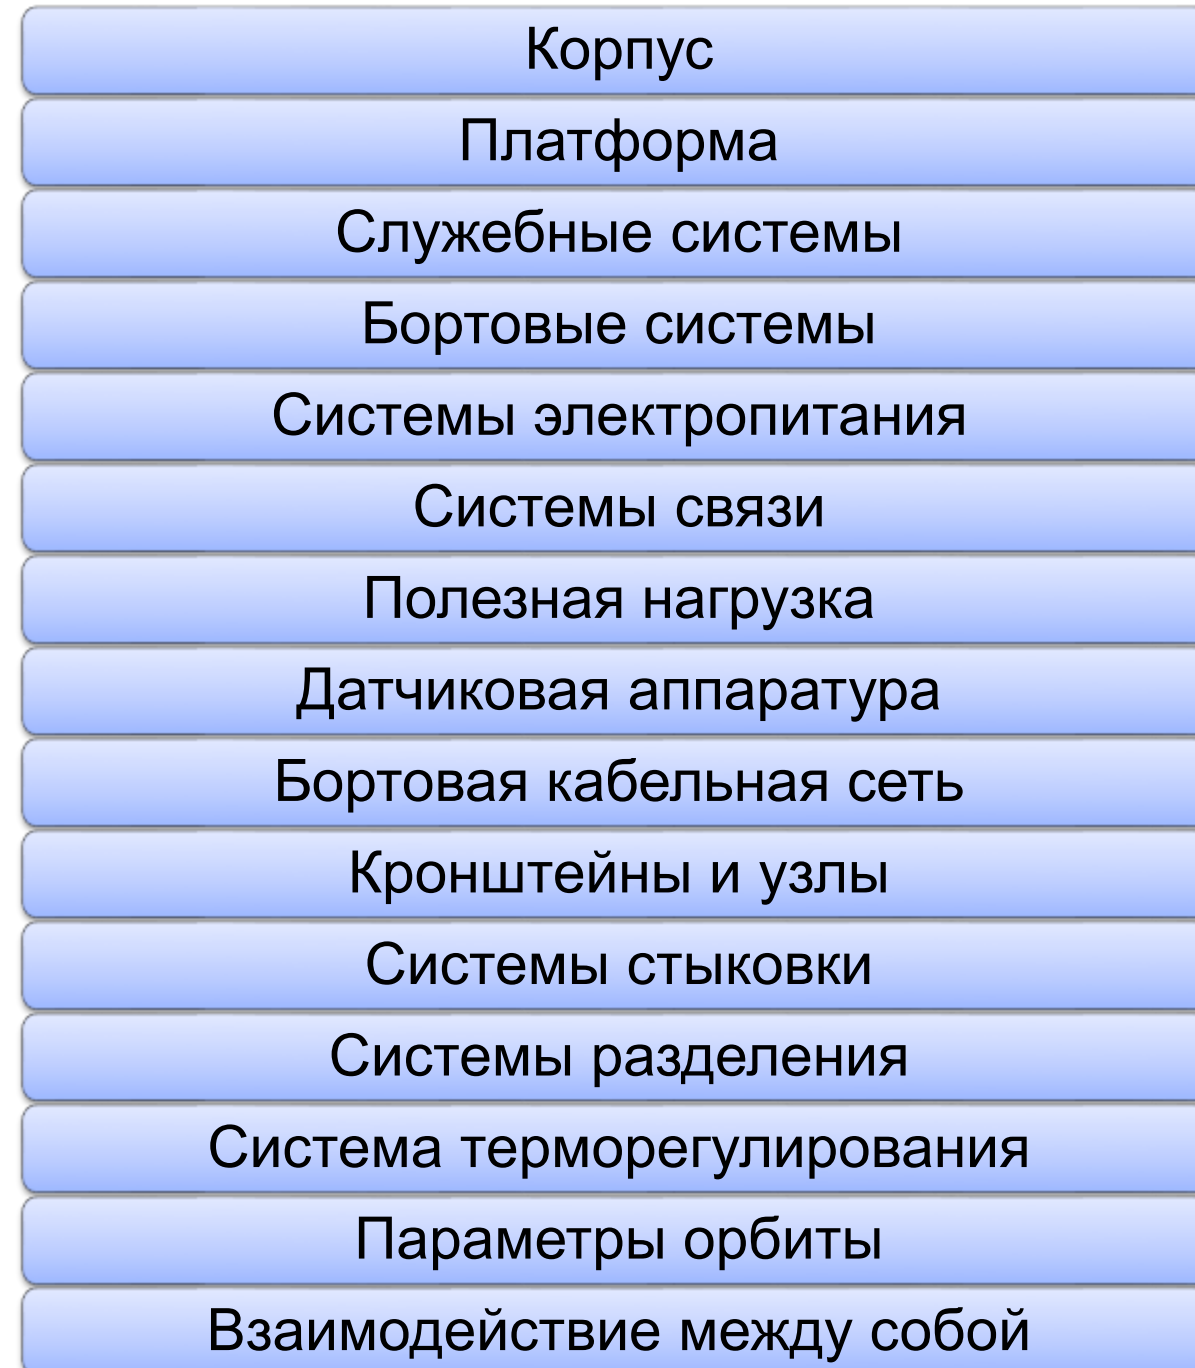 Корпус
Платформа
Служебные системы
Бортовые системы
Системы электропитания
Системы связи
Полезная нагрузка
Датчиковая аппаратура
Бортовая кабельная сеть
Кронштейны и узлы
Системы стыковки
Системы разделения
Система терморегулирования
Параметры орбиты
Взаимодействие между собой